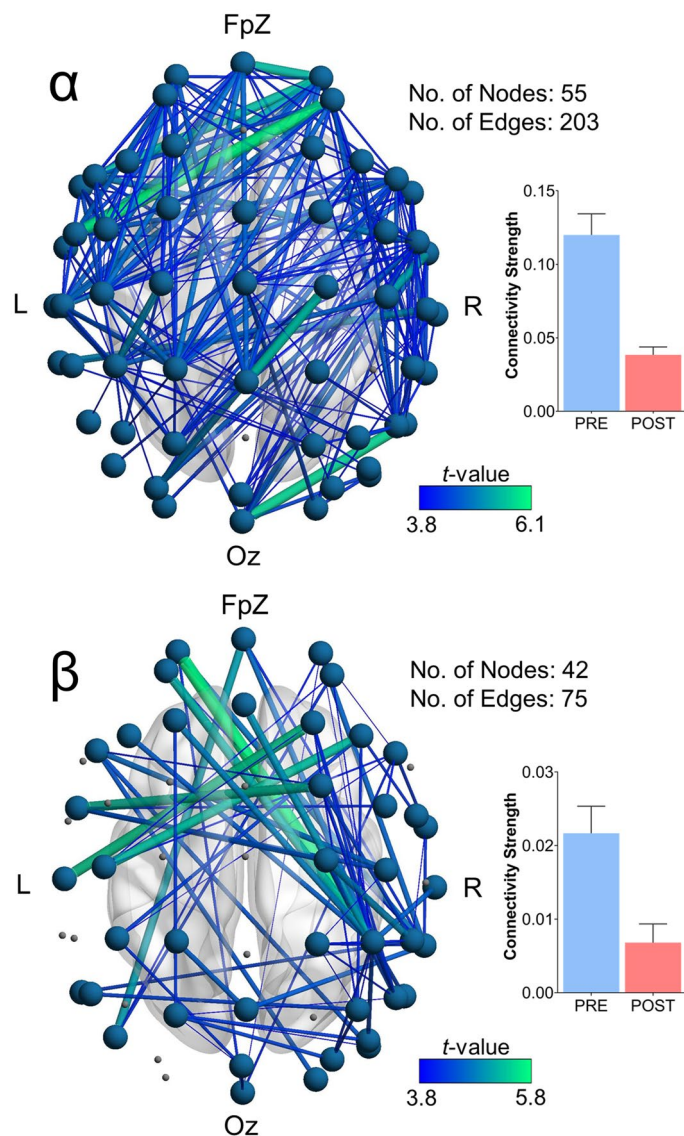 FpZ
α
No. of Nodes: 55
No. of Edges: 203
0.15
0.10
0.05
0.00
Connectivity Strength
PRE
POST
L
R
t-value
3.8
6.1
Oz
FpZ
β
No. of Nodes: 42
No. of Edges: 75
0.03
0.02
0.01
0.00
Connectivity Strength
PRE
POST
L
R
t-value
3.8
5.8
Oz